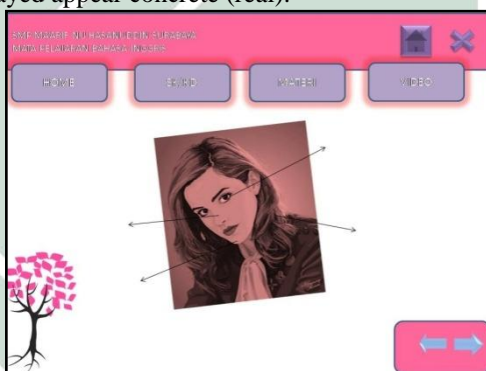 yed appear concrete (real).
SMP MAARIF NU HASANUDDIN SURABAYA
MATA PELAJARAN BAHASA INGGRIS
HOME
SK/KD
MATERI
VIDEO